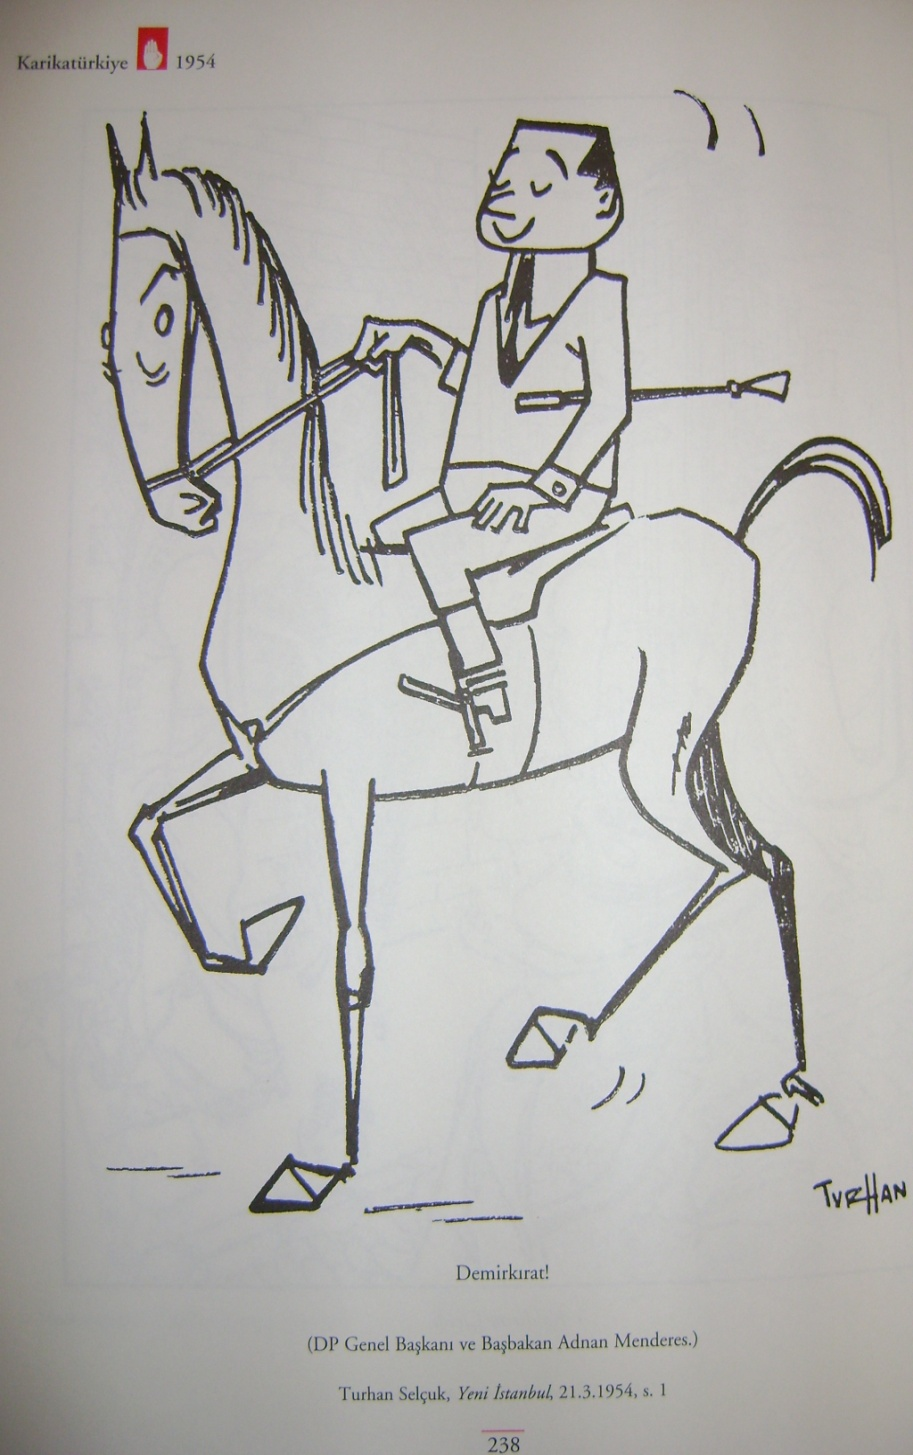 Karikatürkiye 1954
TURHAN
Demirkırat!
(DP Genel Başkanı ve Başbakan Adnan Menderes.)
Turhan Selçuk, Yeni İstanbul, 21.3.1954, s. 1
238